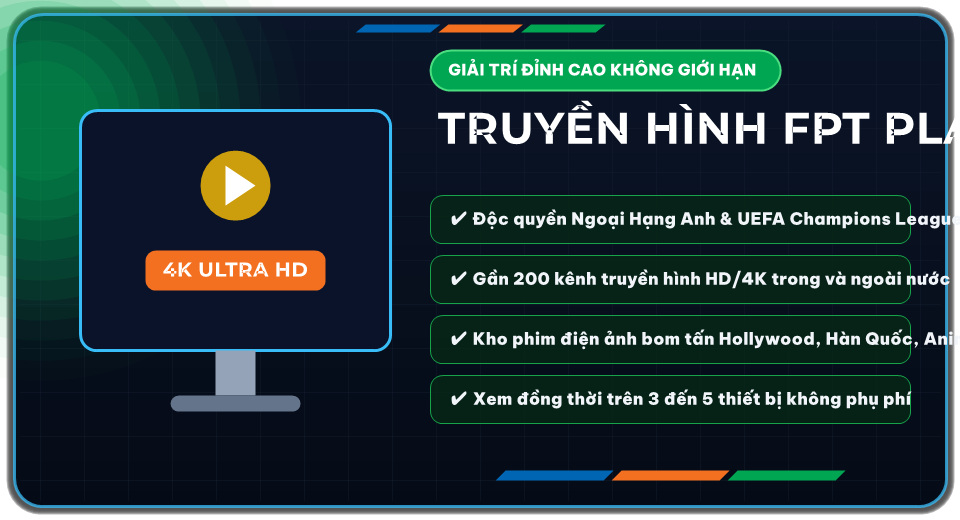 GIẢI TRÍ ĐỈNH CAO KHÔNG GIỚI HẠN
TRUYỀN HÌNH FPT
4K ULTRA HD
✔ Độc quyền Ngoại Hạng Anh & UEFA Champions League
✔ Gần 200 kênh truyền hình HD/4K trong và ngoài nước
✔ Kho phim điện ảnh bom tấn Hollywood, Hàn Quốc,
✔ Xem đồng thời trên 3 đến 5 thiết bị không phụ phí